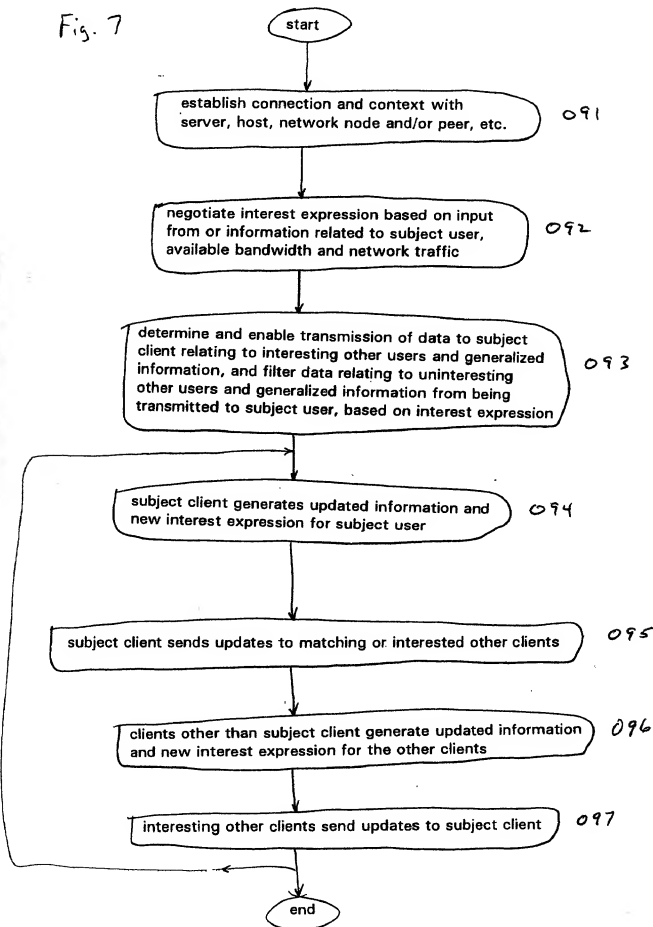 Fig. 7
start
establish connection and context with
server, host, network node and/or peer, etc.
091
negotiate interest expression based on input
from or information related to subject user,
available bandwidth and network traffic
092
determine and enable transmission of data to subject
client relating to interesting other users and generalized
information, and filter data relating to uninteresting
other users and generalized information from being
transmitted to subject user, based on interest expression
093
subject client generates updated information and
new interest expression for subject user
094
subject client sends updates to matching or interested other clients
095
clients other than subject client generate updated information
and new interest expression for the other clients
096
interesting other clients send updates to subject client
097
end